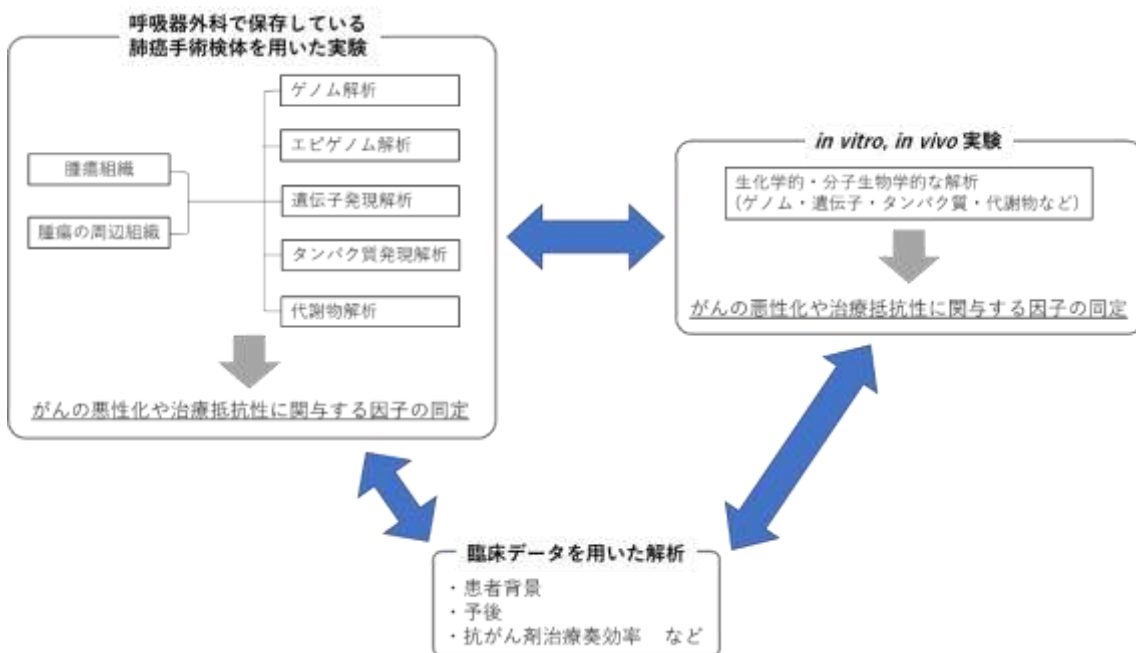 呼吸器外科で保存している
肺癌手術検体を用いた実験
ゲノム解析
エピゲノム解析
腫瘍組織
遺伝子発現解析
腫瘍の周辺組織
タンパク質発現解析
代謝物解析
がんの悪性化や治療抵抗性に関与する因子の同定
in vitro, in vivo 実験
生化学的・分子生物学的な解析
(ゲノム・遺伝子・タンパク質・代謝物など)
がんの悪性化や治療抵抗性に関与する因子の同定
臨床データを用いた解析
・患者背景
・予後
・抗がん剤治療奏効率 など